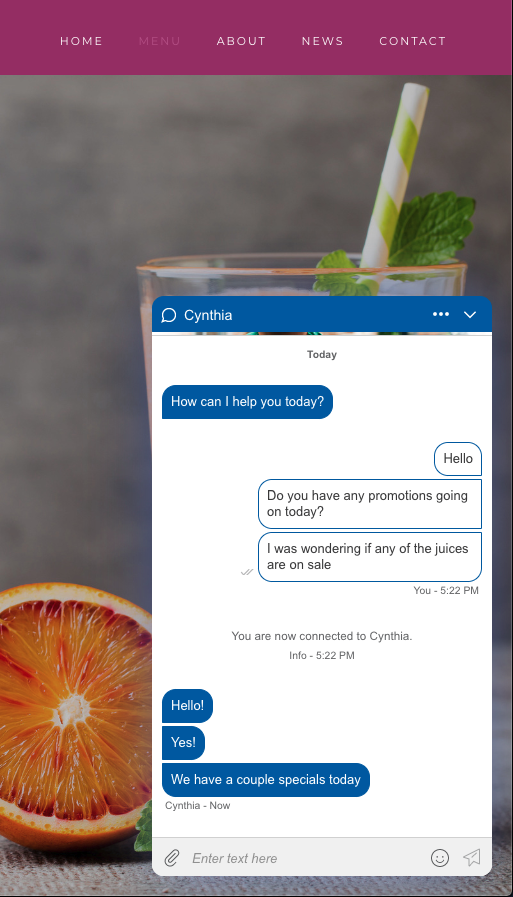 HOME MENU ABOUT NEWS CONTACT
Cynthia
Today
How can I help you today?
Hello
Do you have any promotions going
on today?
I was wondering if any of the juices
are on sale
You - 5:22 PM
You are now connected to Cynthia.
Info - 5:22 PM
Hello!
Yes!
We have a couple specials today
Cynthia - Now
Enter text here